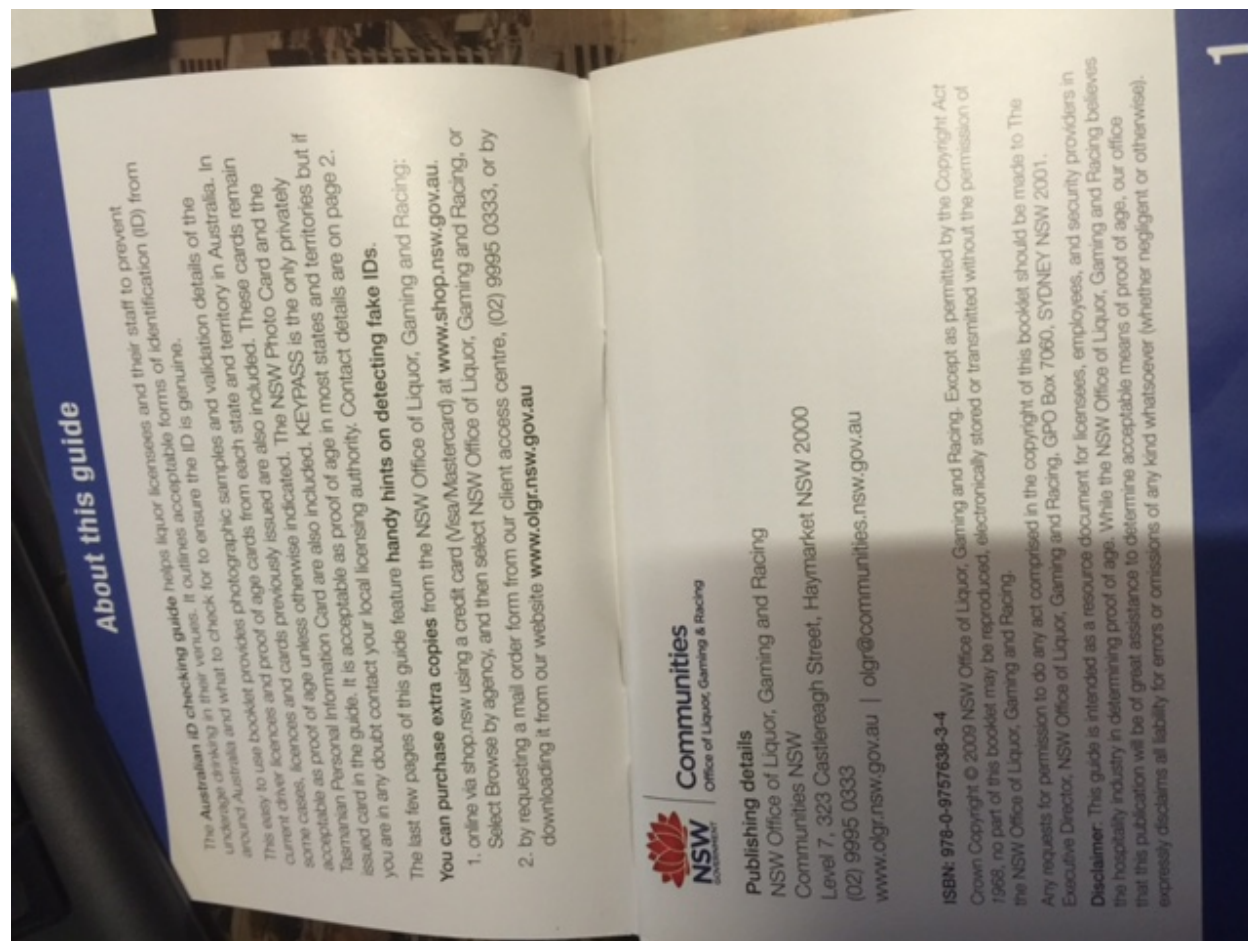 About this guide
The Australian iD checking guide helps liquor licensees and their staff to prevent
underage drinking in their venues. It outlines acceptable forms of identification (ID) from
around Australia and what to check for to ensure the ID is genuine.
This easy to use booklet provides photographic samples and validation details of the
current driver licences and proof of age cards from each state and territory in Australia. In
some cases, licences and cards previously issued are also included. These cards remain
acceptable as proof of age unless otherwise indicated. The NSW Photo Card and the
Tasmanian Personal Information Card are also included. KEYPASS is the only privately
issued card in the guide. It is acceptable as proof of age in most states and territories but if
you are in any doubt contact your local licensing authority. Contact details are on page 2.
The last few pages of this guide feature handy hints on detecting fake IDs.
You can purchase extra copies from the NSW Office of Liquor, Gaming and Racing:
1. online via shop.nsw using a credit card (Visa/Mastercard) at www.shop.nsw.gov.au.
Select Browse by agency, and then select NSW Office of Liquor, Gaming and Racing, or
2. by requesting a mail order form from our client access centre, (02) 9995 0333, or by
downloading it from our website www.olgr.nsw.gov.au
NSW
GOVERNMENT
Communities
Office of Liquor, Gaming & Racing
Publishing details
NSW Office of Liquor, Gaming and Racing
Communities NSW
Level 7, 323 Castlereagh Street, Haymarket NSW 2000
(02) 9995 0333
www.olgr.nsw.gov.au | olgr@communities.nsw.gov.au
ISBN: 978-0-9757638-3-4
Crown Copyright © 2009 NSW Office of Liquor, Gaming and Racing. Except as permitted by the Copyright Act
1968, no part of this booklet may be reproduced, electronically stored or transmitted without the permission of
the NSW Office of Liquor, Gaming and Racing.
Any requests for permission to do any act comprised in the copyright of this booklet should be made to The
Executive Director, NSW Office of Liquor, Gaming and Racing, GPO Box 7060, SYDNEY NSW 2001.
Disclaimer: This guide is intended as a resource document for licensees, employees, and security providers in
the hospitality industry in determining proof of age. While the NSW Office of Liquor, Gaming and Racing believes
that this publication will be of great assistance to determine acceptable means of proof of age, our office
expressly disclaims all liability for errors or omissions of any kind whatsoever (whether negligent or otherwise).
1